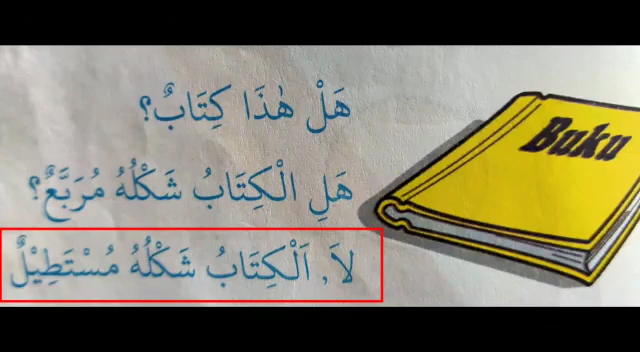 هَلْ هٰذَا كِتَابٌ؟
هَلِ الْكِتَابُ شَكْلُهُ مُرَبَّعٌ؟
لاَ, اَلْكِتَابُ شَكْلُهُ مُسْتَطِيْلٌ
Buku